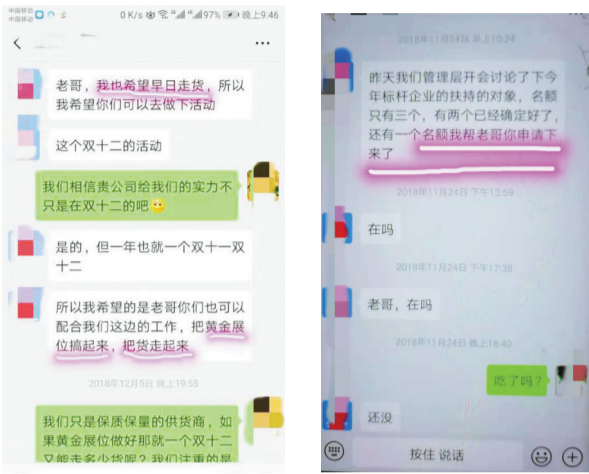 中国移动
中国移动
0 K/s
97%
晚上9:46
老哥，我也希望早日走货，所以
我希望你们可以去做下活动
这个双十二的活动
我们相信贵公司给我们的实力不
只是在双十二的吧
是的，但一年也就一个双十一双
十二
所以我希望的是老哥你们也可以
配合我们这边的工作，把黄金展
位搞起来，把货走起来
2018年12月5日 晚上19:55
我们只是保质保量的供货商，如
果黄金展位做好那就一个双十二
又能走多少货呢？我们注重的是
2018年11月24日 早上10:24
昨天我们管理层开会讨论了下今
年标杆企业的扶持的对象，名额
只有三个，有两个已经确定好了，
还有一个名额我帮老哥你申请下
来了
2018年11月24日 下午12:59
在吗
2018年11月24日 下午17:38
老哥，在吗
2018年11月24日 晚上18:40
吃了吗？
还没
按住 说话